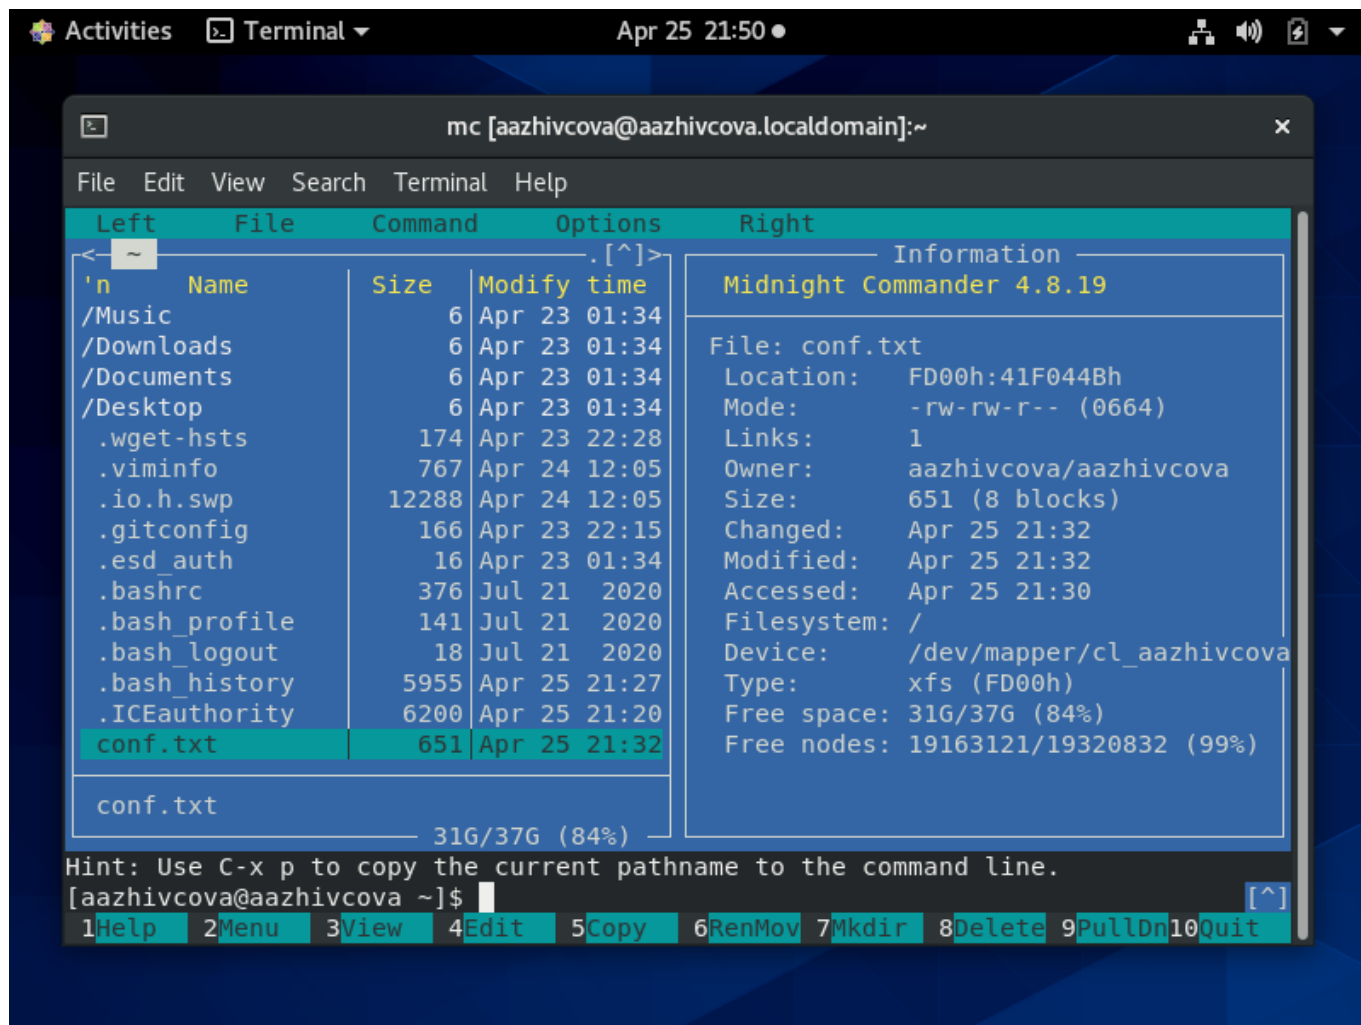 Activities Terminal Apr 25 21:50
mc [aazhivcova@aazhivcova.localdomain]:~ ×
File Edit View Search Terminal Help
Left File Command Options Right
<- ~ .[^]>
'n Name Size Modify time
/Music 6 Apr 23 01:34
/Downloads 6 Apr 23 01:34
/Documents 6 Apr 23 01:34
/Desktop 6 Apr 23 01:34
.wget-hsts 174 Apr 23 22:28
.viminfo 767 Apr 24 12:05
.io.h.swp 12288 Apr 24 12:05
.gitconfig 166 Apr 23 22:15
.esd_auth 16 Apr 23 01:34
.bashrc 376 Jul 21 2020
.bash_profile 141 Jul 21 2020
.bash_logout 18 Jul 21 2020
.bash_history 5955 Apr 25 21:27
.ICEauthority 6200 Apr 25 21:20
conf.txt 651 Apr 25 21:32
conf.txt
31G/37G (84%)
Information
Midnight Commander 4.8.19
File: conf.txt
Location: FD00h:41F044Bh
Mode: -rw-rw-r-- (0664)
Links: 1
Owner: aazhivcova/aazhivcova
Size: 651 (8 blocks)
Changed: Apr 25 21:32
Modified: Apr 25 21:32
Accessed: Apr 25 21:30
Filesystem: /
Device: /dev/mapper/cl_aazhivcova
Type: xfs (FD00h)
Free space: 31G/37G (84%)
Free nodes: 19163121/19320832 (99%)
Hint: Use C-x p to copy the current pathname to the command line.
[aazhivcova@aazhivcova ~]$ [^]
1Help 2Menu 3View 4Edit 5Copy 6RenMov 7Mkdir 8Delete 9PullDn 10Quit